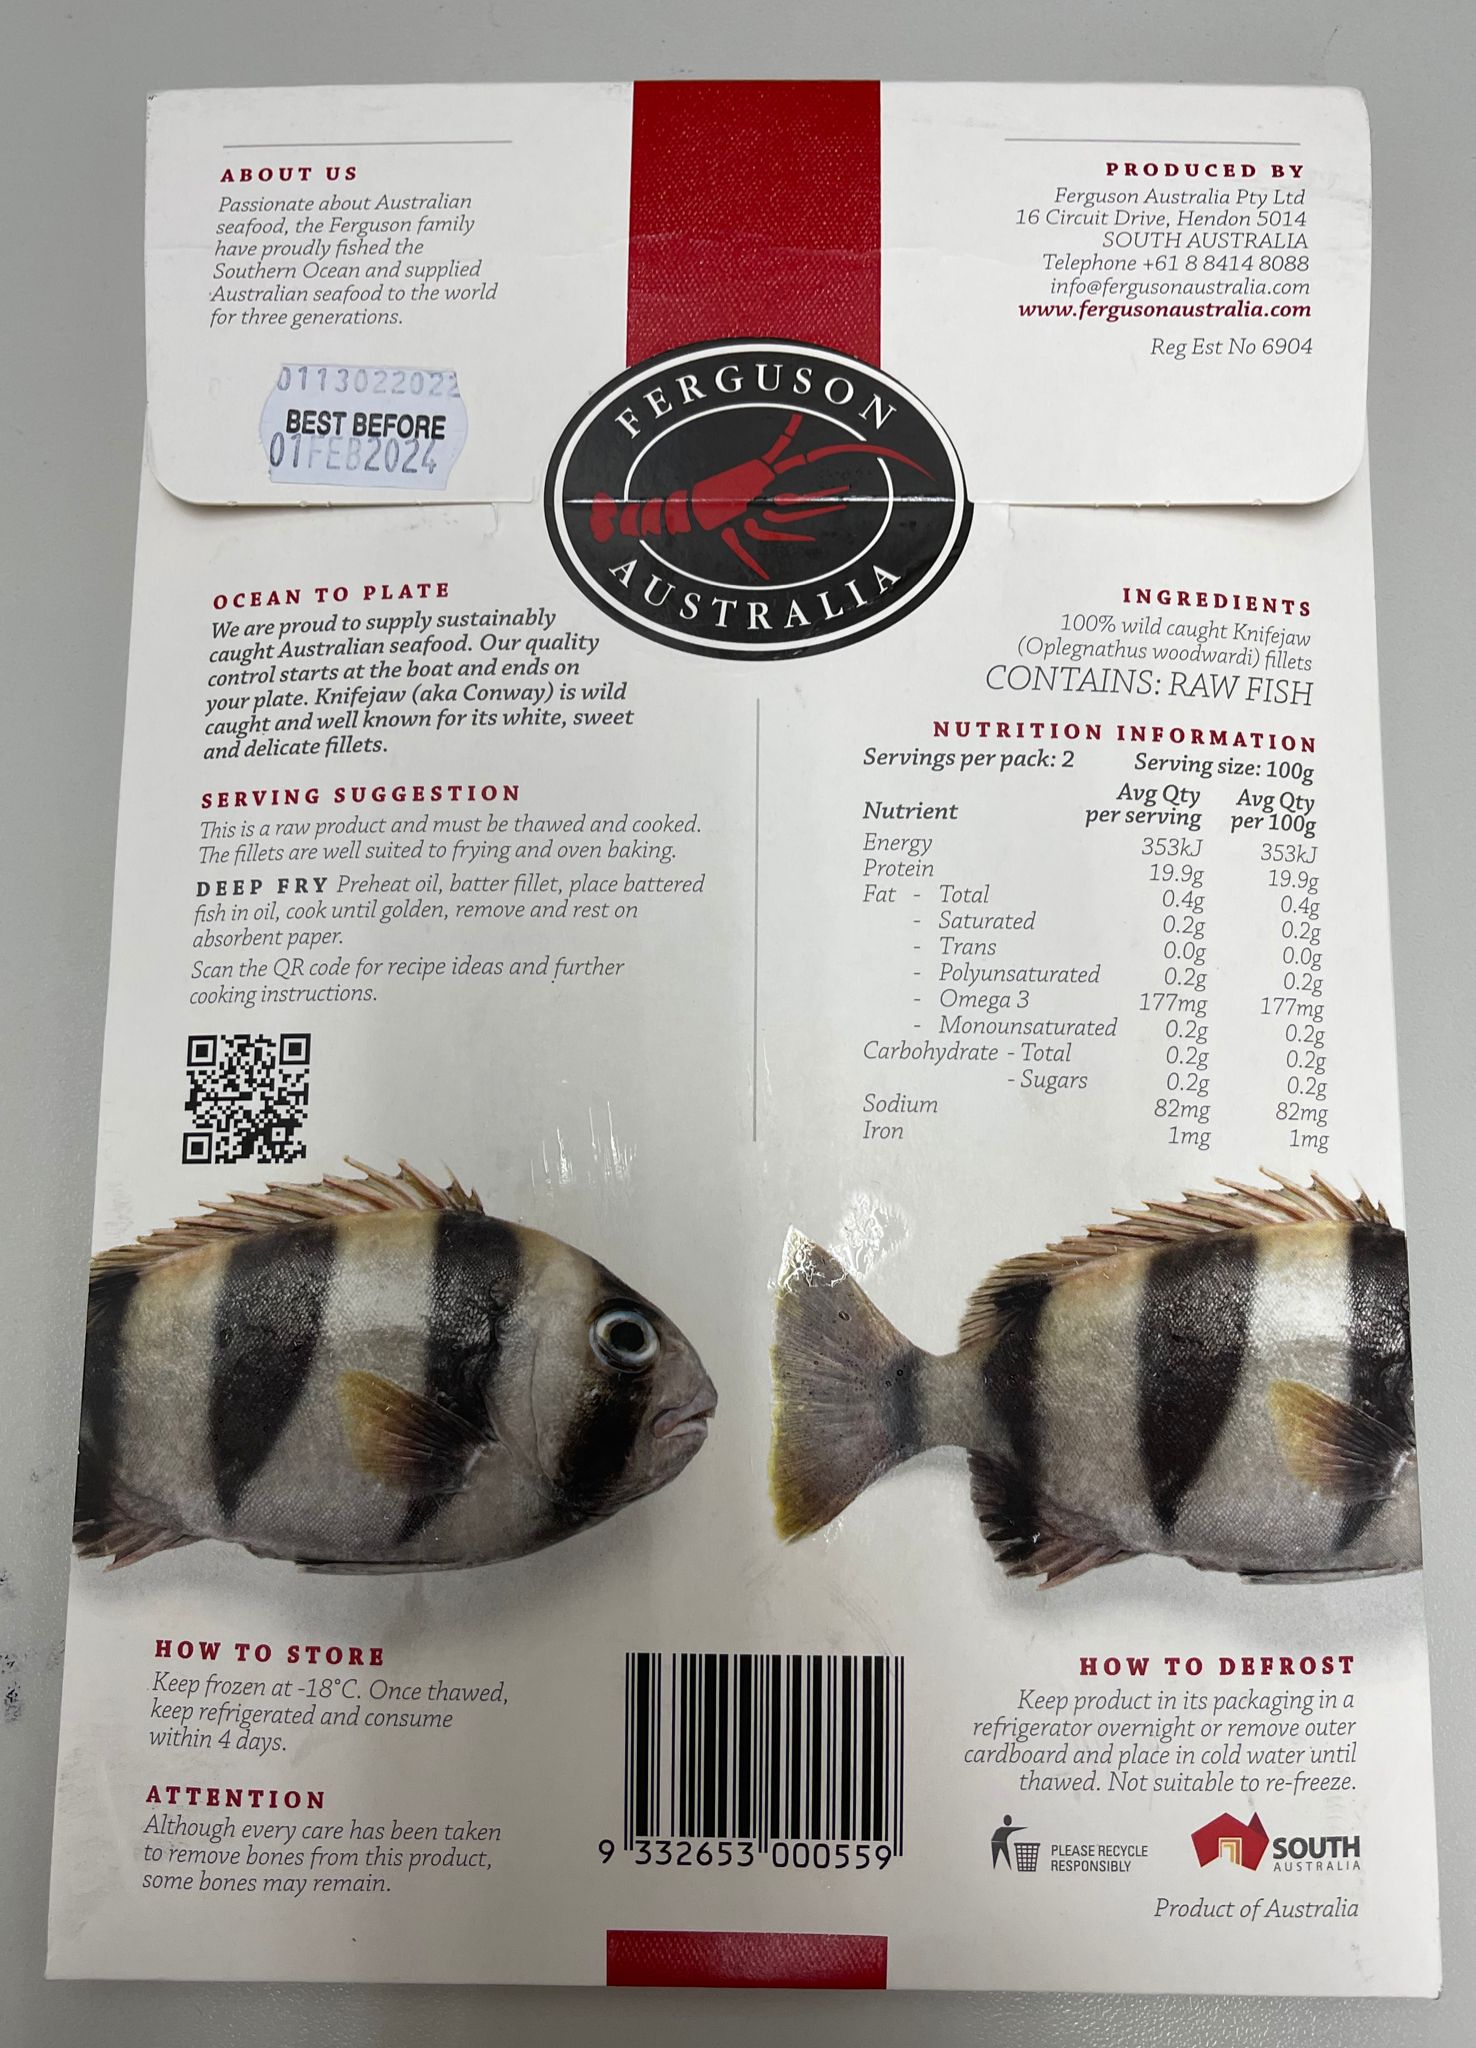 ABOUT US
Passionate about Australian
seafood, the Ferguson family
have proudly fished the
Southern Ocean and supplied
Australian seafood to the world
for three generations.
PRODUCED BY
Ferguson Australia Pty Ltd
16 Circuit Drive, Hendon 5014
SOUTH AUSTRALIA
Telephone +61 8 8414 8088
info@fergusonaustralia.com
www.fergusonaustralia.com
Reg Est No 6904
0113022022
BEST BEFORE
01FEB2024
FERGUSON
AUSTRALIA
OCEAN TO PLATE
We are proud to supply sustainably
caught Australian seafood. Our quality
control starts at the boat and ends on
your plate. Knifejaw (aka Conway) is wild
caught and well known for its white, sweet
and delicate fillets.
SERVING SUGGESTION
This is a raw product and must be thawed and cooked.
The fillets are well suited to frying and oven baking.
DEEP FRY Preheat oil, batter fillet, place battered
fish in oil, cook until golden, remove and rest on
absorbent paper.
Scan the QR code for recipe ideas and further
cooking instructions.
INGREDIENTS
100% wild caught Knifejaw
(Oplegnathus woodwardi) fillets
CONTAINS: RAW FISH
NUTRITION INFORMATION
Servings per pack: 2 Serving size: 100g
Nutrient Avg Qty per serving Avg Qty per 100g
Energy 353kJ 353kJ
Protein 19.9g 19.9g
Fat - Total 0.4g 0.4g
- Saturated 0.2g 0.2g
- Trans 0.0g 0.0g
- Polyunsaturated 0.2g 0.2g
- Omega 3 177mg 177mg
- Monounsaturated 0.2g 0.2g
Carbohydrate - Total 0.2g 0.2g
- Sugars 0.2g 0.2g
Sodium 82mg 82mg
Iron 1mg 1mg
HOW TO STORE
Keep frozen at -18°C. Once thawed,
keep refrigerated and consume
within 4 days.
ATTENTION
Although every care has been taken
to remove bones from this product,
some bones may remain.
9 332653 000559
HOW TO DEFROST
Keep product in its packaging in a
refrigerator overnight or remove outer
cardboard and place in cold water until
thawed. Not suitable to re-freeze.
PLEASE RECYCLE
RESPONSIBLY
SOUTH
AUSTRALIA
Product of Australia